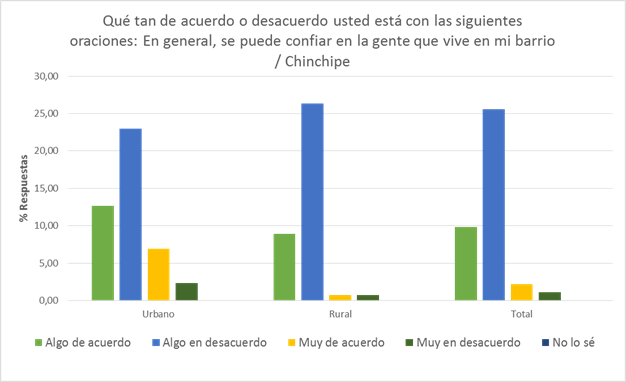 Qué tan de acuerdo o desacuerdo usted está con las siguientes
oraciones: En general, se puede confiar en la gente que vive en mi barrio
/ Chinchipe
30,00
25,00
20,00
15,00
10,00
5,00
0,00
% Respuestas
Urbano Rural Total
Algo de acuerdo Algo en desacuerdo Muy de acuerdo Muy en desacuerdo No lo sé